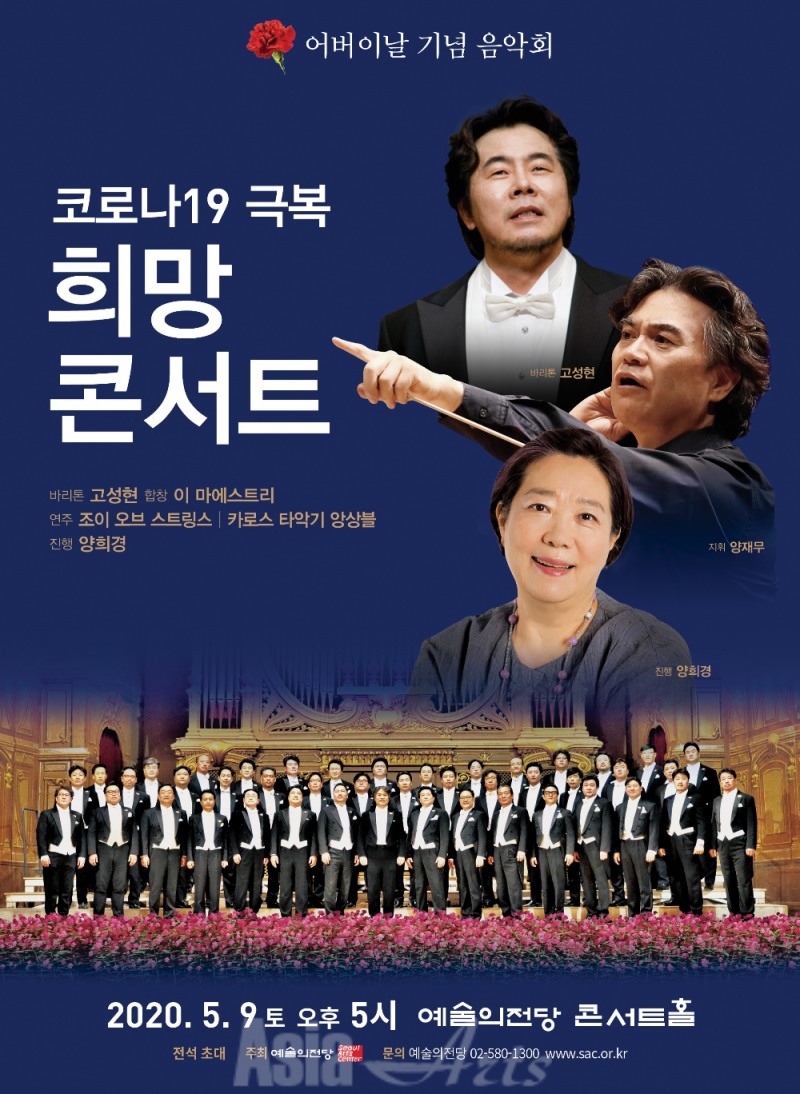 어버이날 기념 음악회
코로나19 극복
희망
콘서트
바리톤 고성현
바리톤 고성현 합창 이 마에스트리
연주 조이 오브 스트링스 | 카로스 타악기 앙상블
진행 양희경
지휘 양재무
진행 양희경
2020. 5. 9 토 오후 5시 예술의전당 콘서트홀
전석 초대 주최 예술의전당 Seoul Arts Center 문의 예술의전당 02-580-1300 www.sac.or.kr
Asia Arts